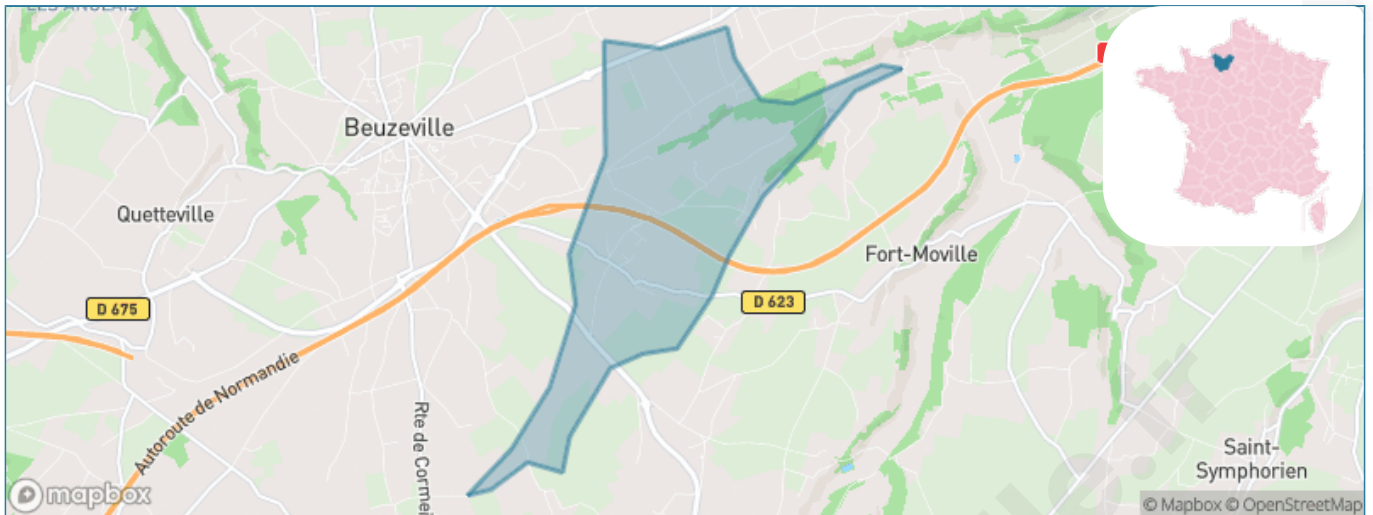 Beuzeville
Quetteville
Fort-Moville
D 675
D 623
Autoroute de Normandie
Rte de Cormei
Saint-
Symphorien
mapbox
© Mapbox © OpenStreetMap